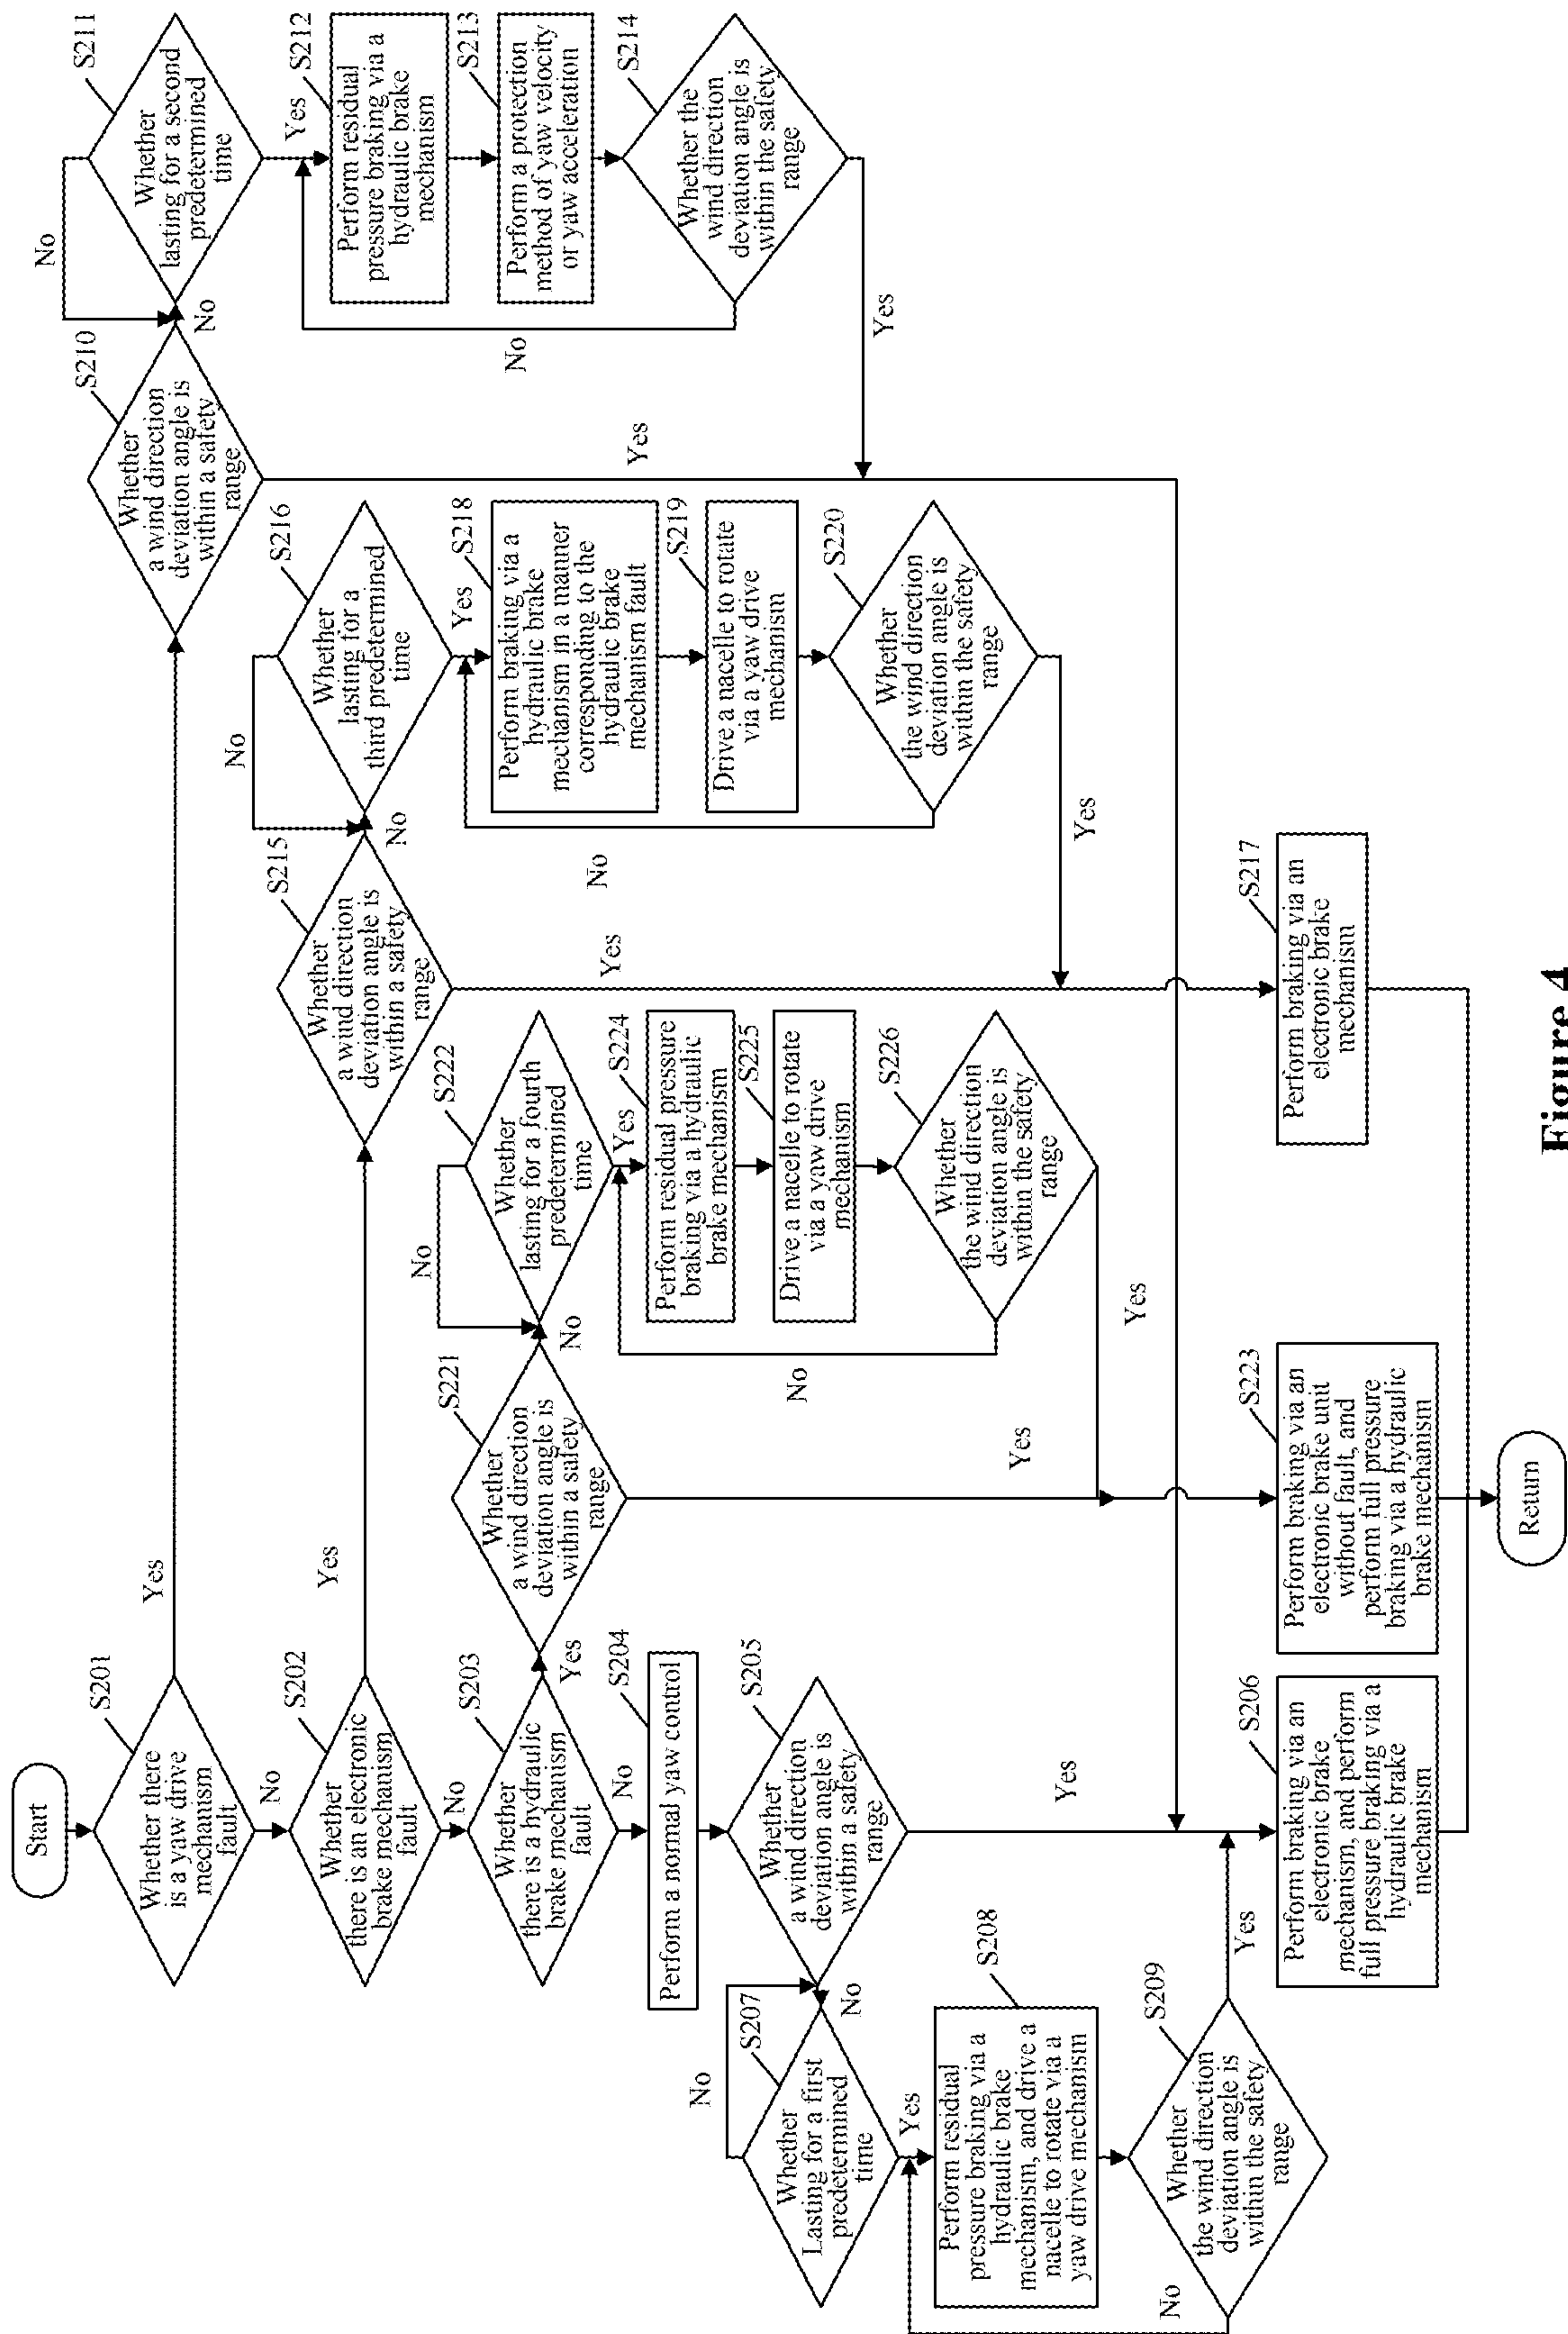 Start
S201
Whether there
is a yaw drive
mechanism
fault
Yes
No
S202
Whether
there is an electronic
brake mechanism
fault
Yes
No
S203
Whether
there is a hydraulic
brake mechanism
fault
Yes
No
S204
Perform a normal yaw control
S205
Whether
a wind direction
deviation angle is
within a safety
range
Yes
No
S207
Whether
Lasting for a first
predetermined
time
No
Yes
S208
Perform residual
pressure braking via a
hydraulic brake
mechanism, and drive a
nacelle to rotate via a
yaw drive mechanism
S209
Whether
the wind direction
deviation angle is
within the safety
range
No
Yes
S206
Perform braking via an
electronic brake
mechanism, and perform
full pressure braking via a
hydraulic brake
mechanism
S221
Whether
a wind direction
deviation angle is
within a safety
range
No
Yes
S222
Whether
lasting for a fourth
predetermined
time
No
Yes
S224
Perform residual pressure
braking via a hydraulic
brake mechanism
S225
Drive a nacelle to rotate
via a yaw drive
mechanism
S226
Whether
the wind direction
deviation angle is
within the safety
range
No
Yes
S223
Perform braking via an
electronic brake unit
without fault, and
perform full pressure
braking via a hydraulic
brake mechanism
S215
Whether
a wind direction
deviation angle is
within a safety
range
No
Yes
S216
Whether
lasting for a
third predetermined
time
No
Yes
S218
Perform braking via a
hydraulic brake
mechanism in a manner
corresponding to the
hydraulic brake
mechanism fault
S219
Drive a nacelle to rotate
via a yaw drive
mechanism
S220
Whether
the wind direction
deviation angle is
within the safety
range
No
Yes
S217
Perform braking via an
electronic brake
mechanism
S210
Whether
a wind direction
deviation angle is
within a safety
range
No
Yes
S211
Whether
lasting for a second
predetermined
time
No
Yes
S212
Perform residual
pressure braking via a
hydraulic brake
mechanism
S213
Perform a protection
method of yaw velocity
or yaw acceleration
S214
Whether the
wind direction
deviation angle is
within the safety
range
No
Yes
Return
Figure 4